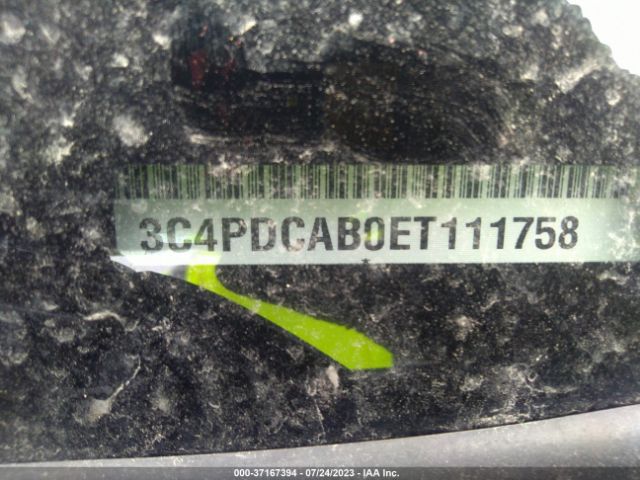 3C4PDCAB0ET111758
000-37167394 - 07/24/2023 - IAA Inc.